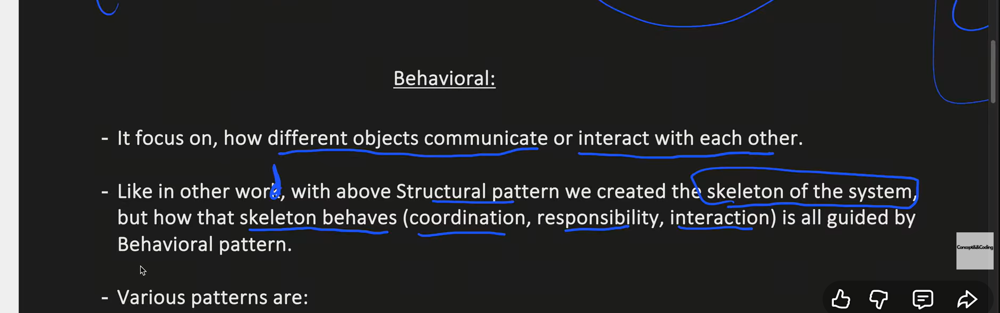 Behavioral:
- It focus on, how different objects communicate or interact with each other.
- Like in other work, with above Structural pattern we created the skeleton of the system,
but how that skeleton behaves (coordination, responsibility, interaction) is all guided by
Behavioral pattern.
Concept&&Coding
- Various patterns are: